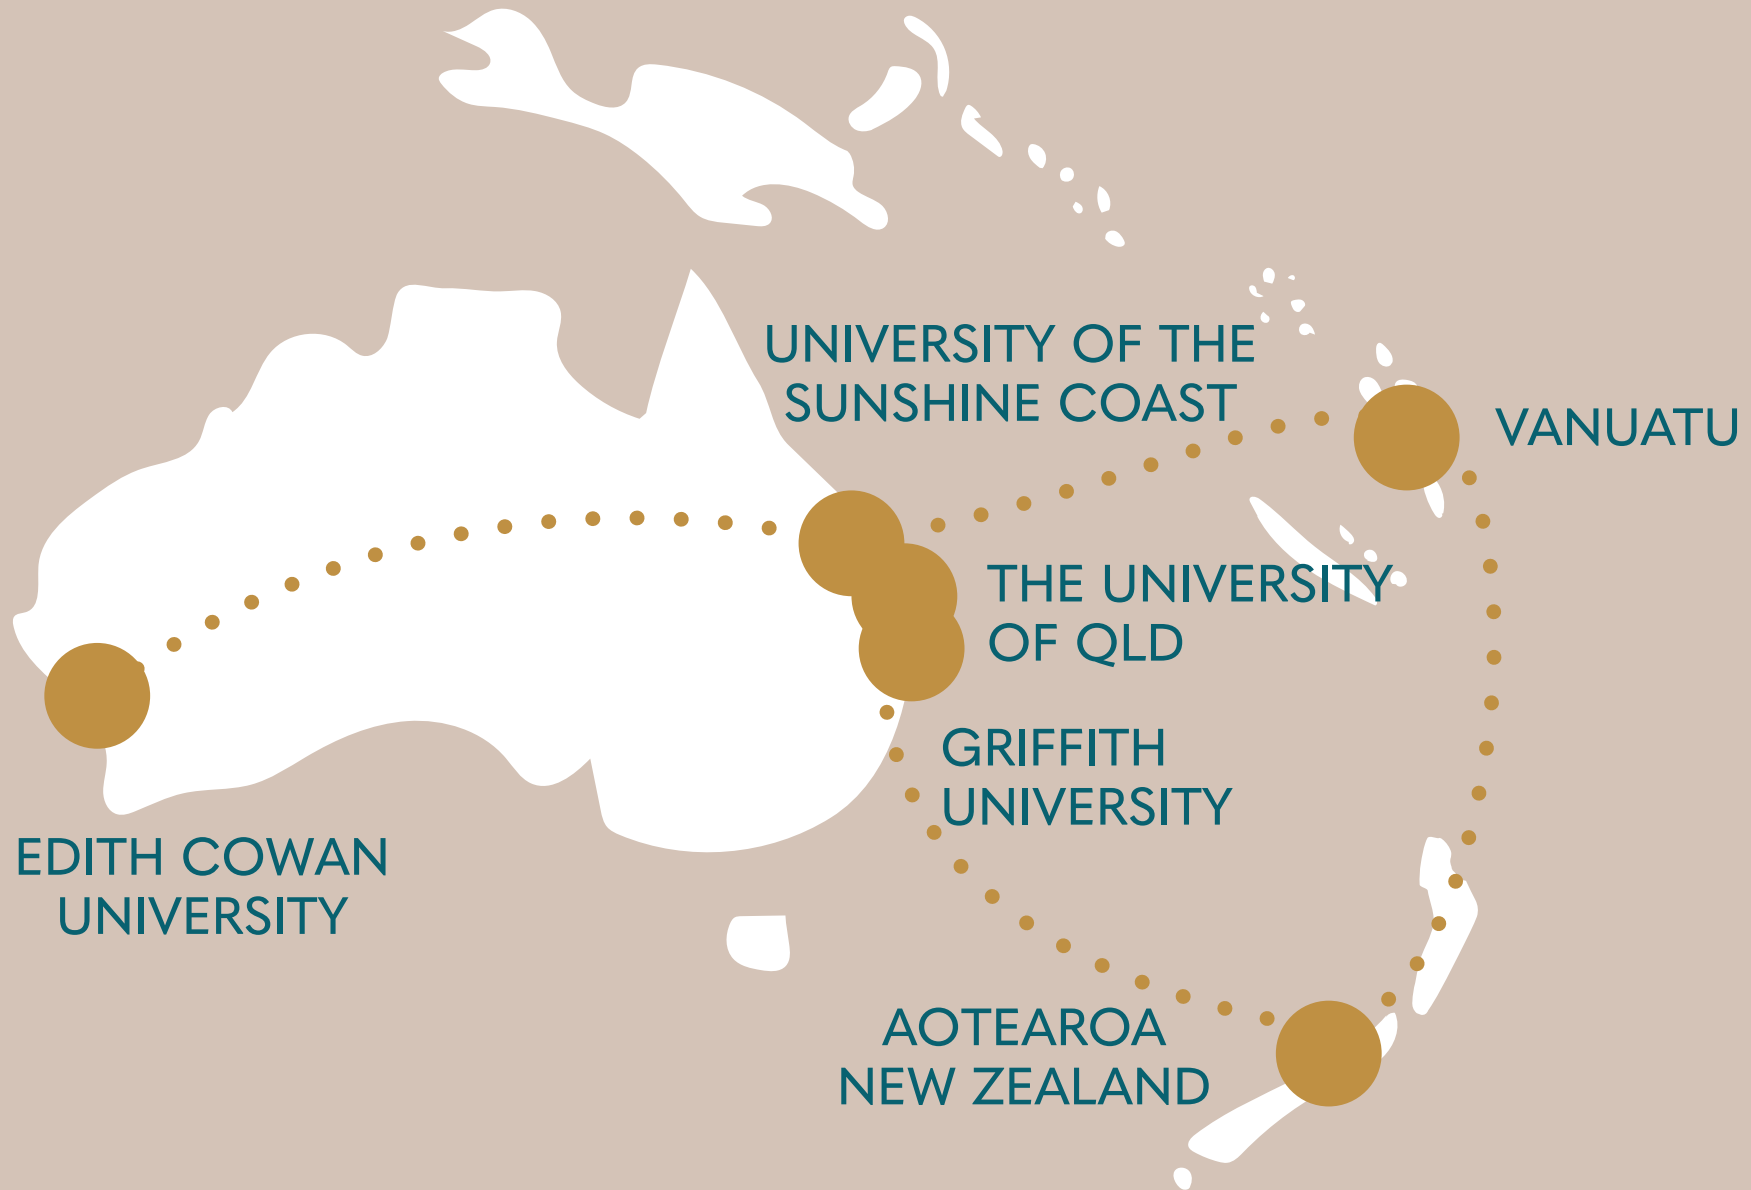 UNIVERSITY OF THE
SUNSHINE COAST
VANUATU
THE UNIVERSITY
OF QLD
GRIFFITH
UNIVERSITY
EDITH COWAN
UNIVERSITY
AOTEAROA
NEW ZEALAND